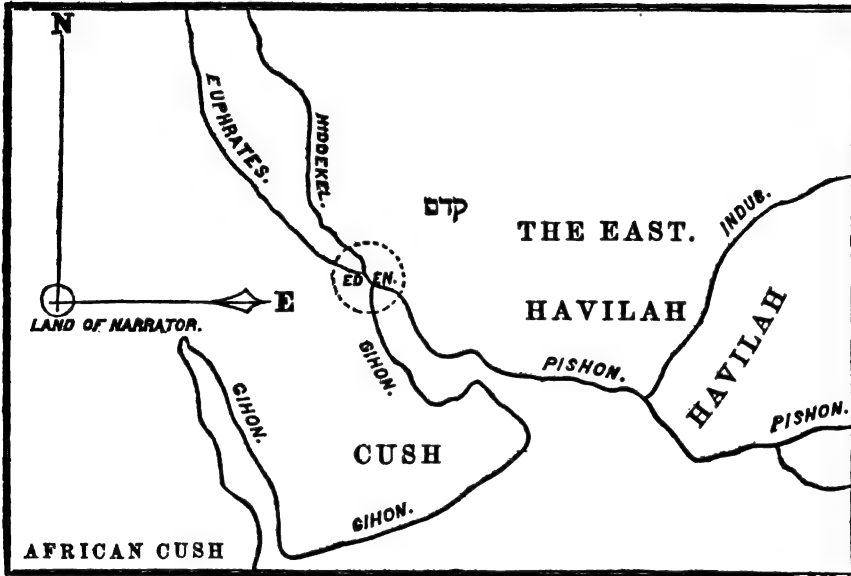 N
EUPHRATES.
HIDDEKEL.
קדם
THE EAST.
INDUS.
ED EN.
E
LAND OF NARRATOR.
HAVILAH
HAVILAH
GIHON.
PISHON.
GIHON.
PISHON.
CUSH
GIHON.
AFRICAN CUSH